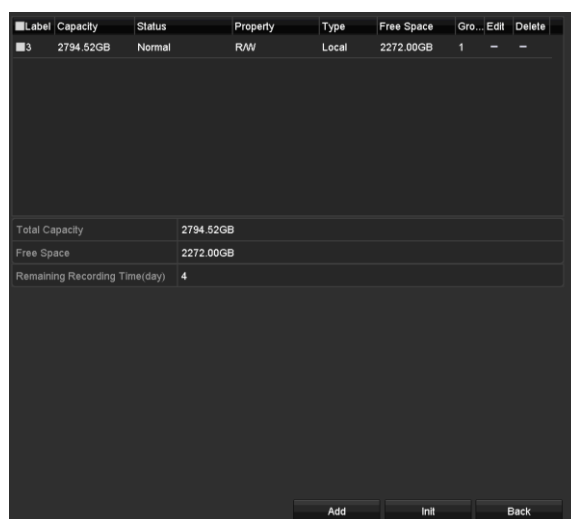 Label Capacity Status Property Type Free Space Gro... Edit Delete
3 2794.52GB Normal R/W Local 2272.00GB 1 – –
Total Capacity 2794.52GB
Free Space 2272.00GB
Remaining Recording Time(day) 4
Add Init Back